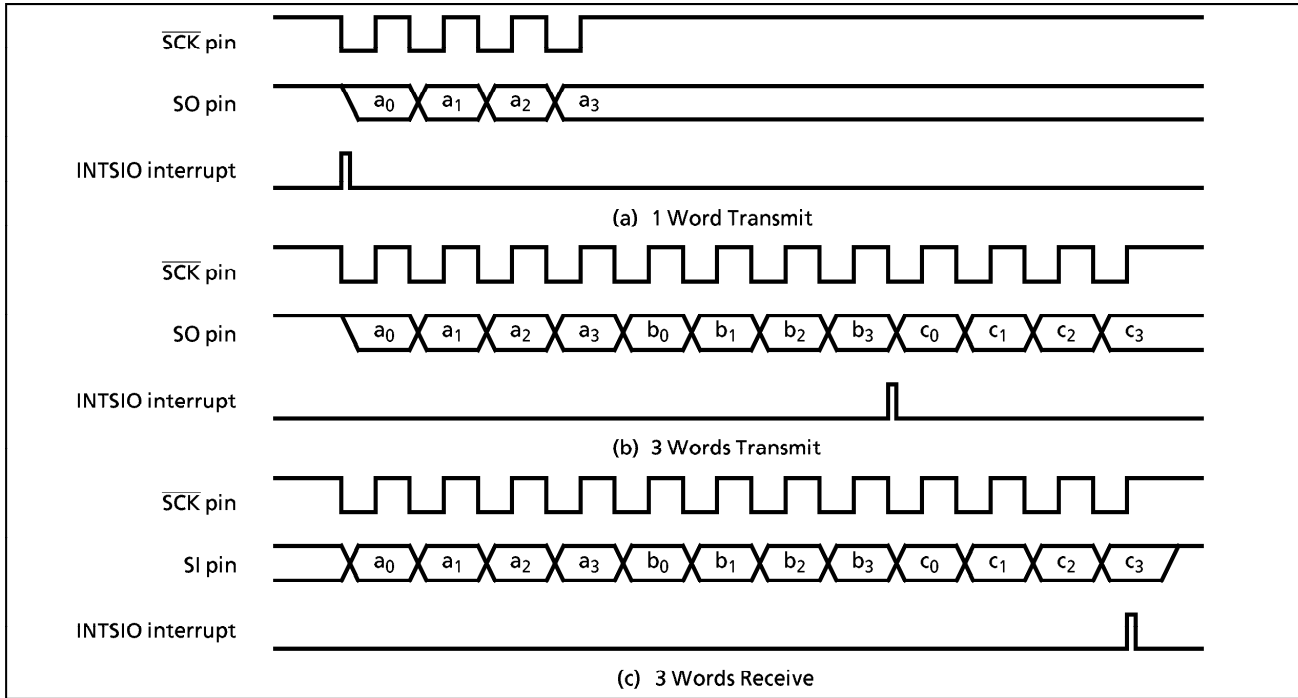 SCK pin
SO pin
a0 a1 a2 a3
INTSIO interrupt
(a) 1 Word Transmit
SCK pin
SO pin
a0 a1 a2 a3 b0 b1 b2 b3 c0 c1 c2 c3
INTSIO interrupt
(b) 3 Words Transmit
SCK pin
SI pin
a0 a1 a2 a3 b0 b1 b2 b3 c0 c1 c2 c3
INTSIO interrupt
(c) 3 Words Receive